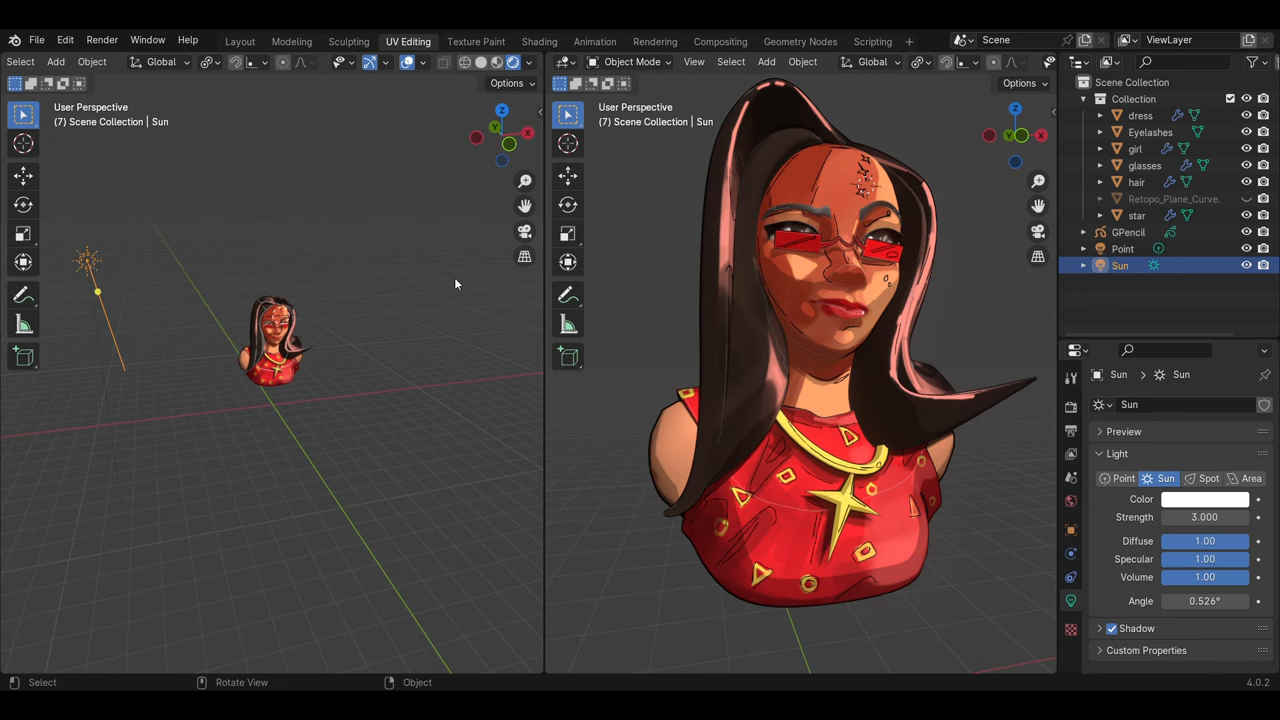 File Edit Render Window Help Layout Modeling Sculpting UV Editing Texture Paint Shading Animation Rendering Compositing Geometry Nodes Scripting + Scene ViewLayer
Select Add Object Global
Object Mode View Select Add Object Global
Options
Options
User Perspective
(7) Scene Collection | Sun
User Perspective
(7) Scene Collection | Sun
Z
Y
X
Z
Y
X
Scene Collection
Collection
dress
Eyelashes
girl
glasses
hair
Retopo_Plane_Curve.
star
GPencil
Point
Sun
Sun > Sun
Sun
Preview
Light
Point Sun Spot Area
Color
Strength 3.000
Diffuse 1.00
Specular 1.00
Volume 1.00
Angle 0.526°
Shadow
Custom Properties
Select Rotate View Object 4.0.2